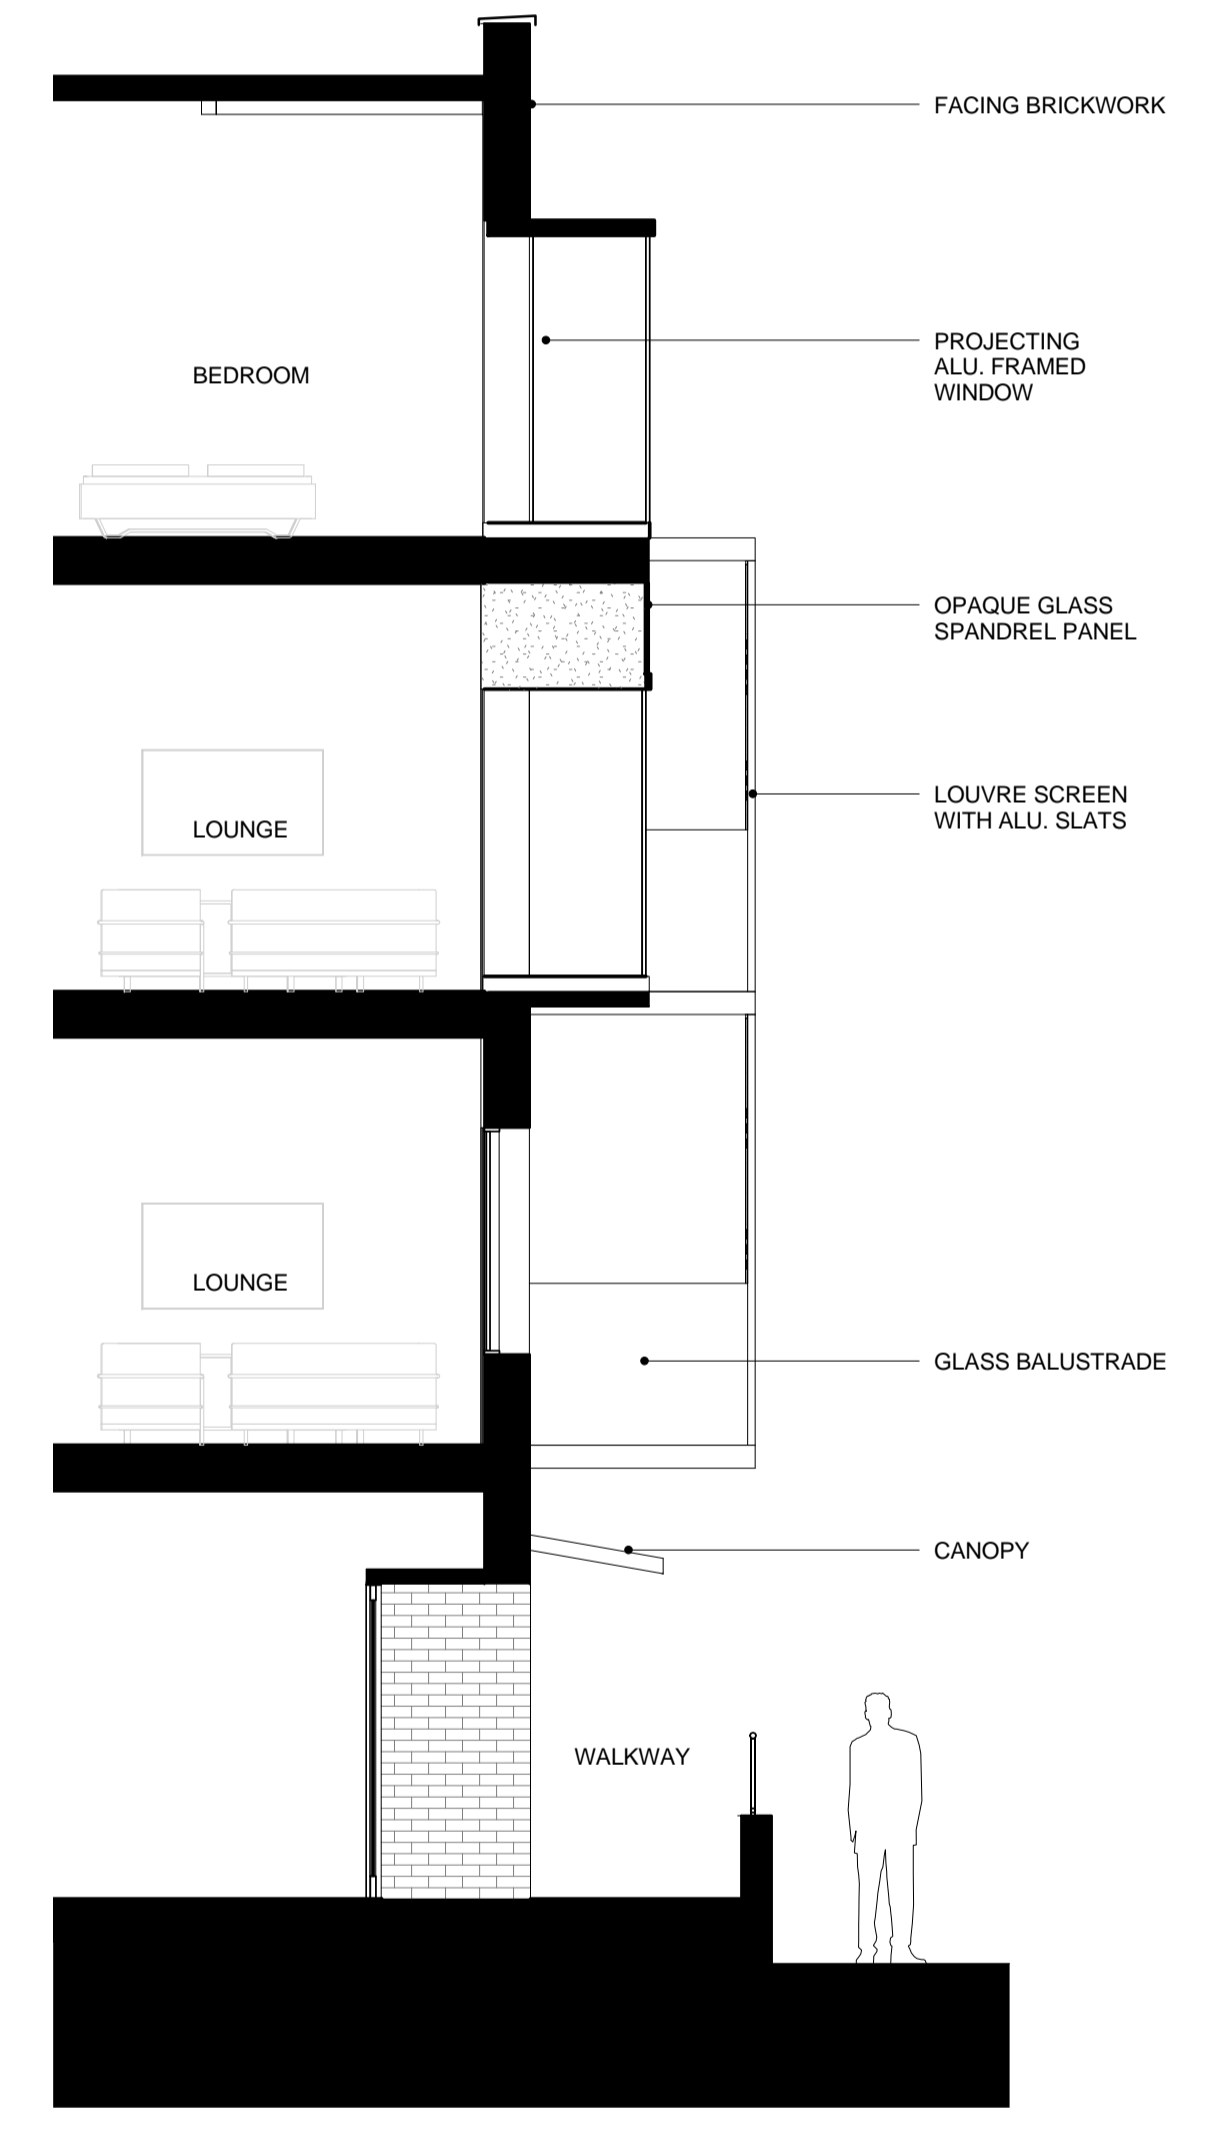 FACING BRICKWORK
PROJECTING
ALU. FRAMED
WINDOW
BEDROOM
OPAQUE GLASS
SPANDREL PANEL
LOUVRE SCREEN
WITH ALU. SLATS
LOUNGE
LOUNGE
GLASS BALUSTRADE
CANOPY
WALKWAY